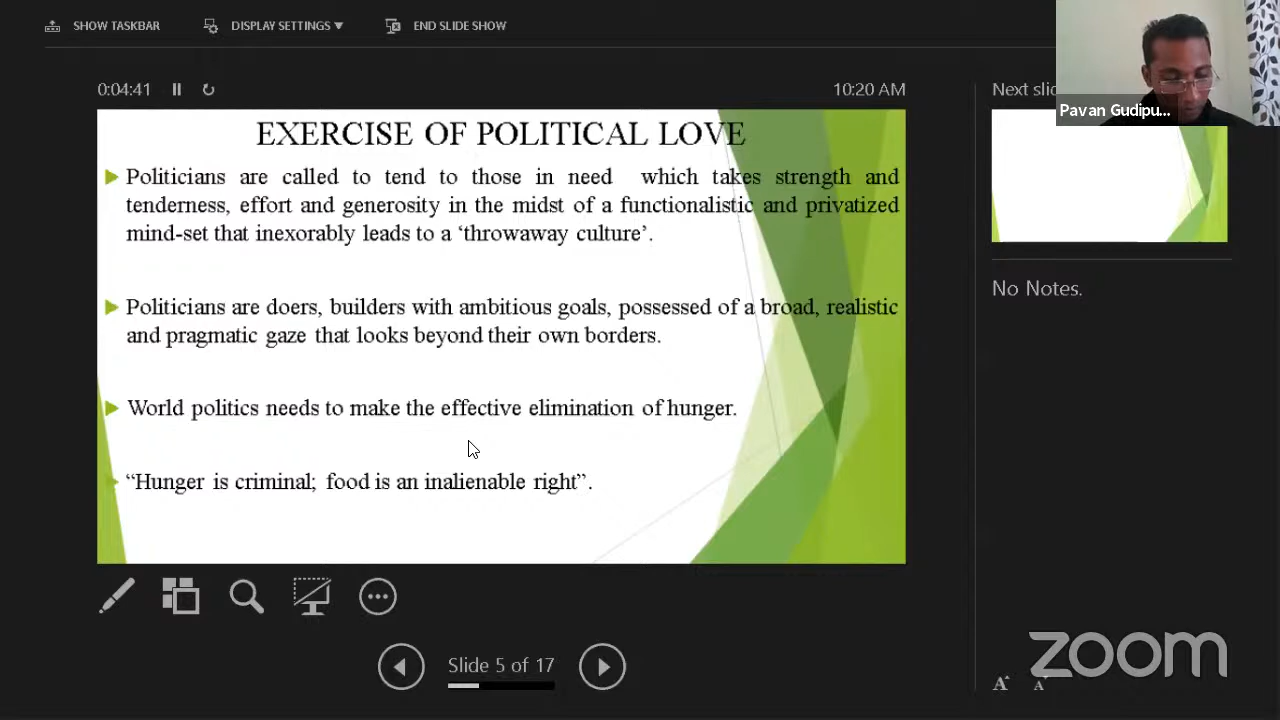 SHOW TASKBAR
DISPLAY SETTINGS ▼
END SLIDE SHOW
0:04:41
10:20 AM
Next slid
Pavan Gudipu...
EXERCISE OF POLITICAL LOVE
Politicians are called to tend to those in need which takes strength and
tenderness, effort and generosity in the midst of a functionalistic and privatized
mind-set that inexorably leads to a ‘throwaway culture’.
Politicians are doers, builders with ambitious goals, possessed of a broad, realistic
and pragmatic gaze that looks beyond their own borders.
World politics needs to make the effective elimination of hunger.
“Hunger is criminal; food is an inalienable right”.
No Notes.
Slide 5 of 17
zoom
A A